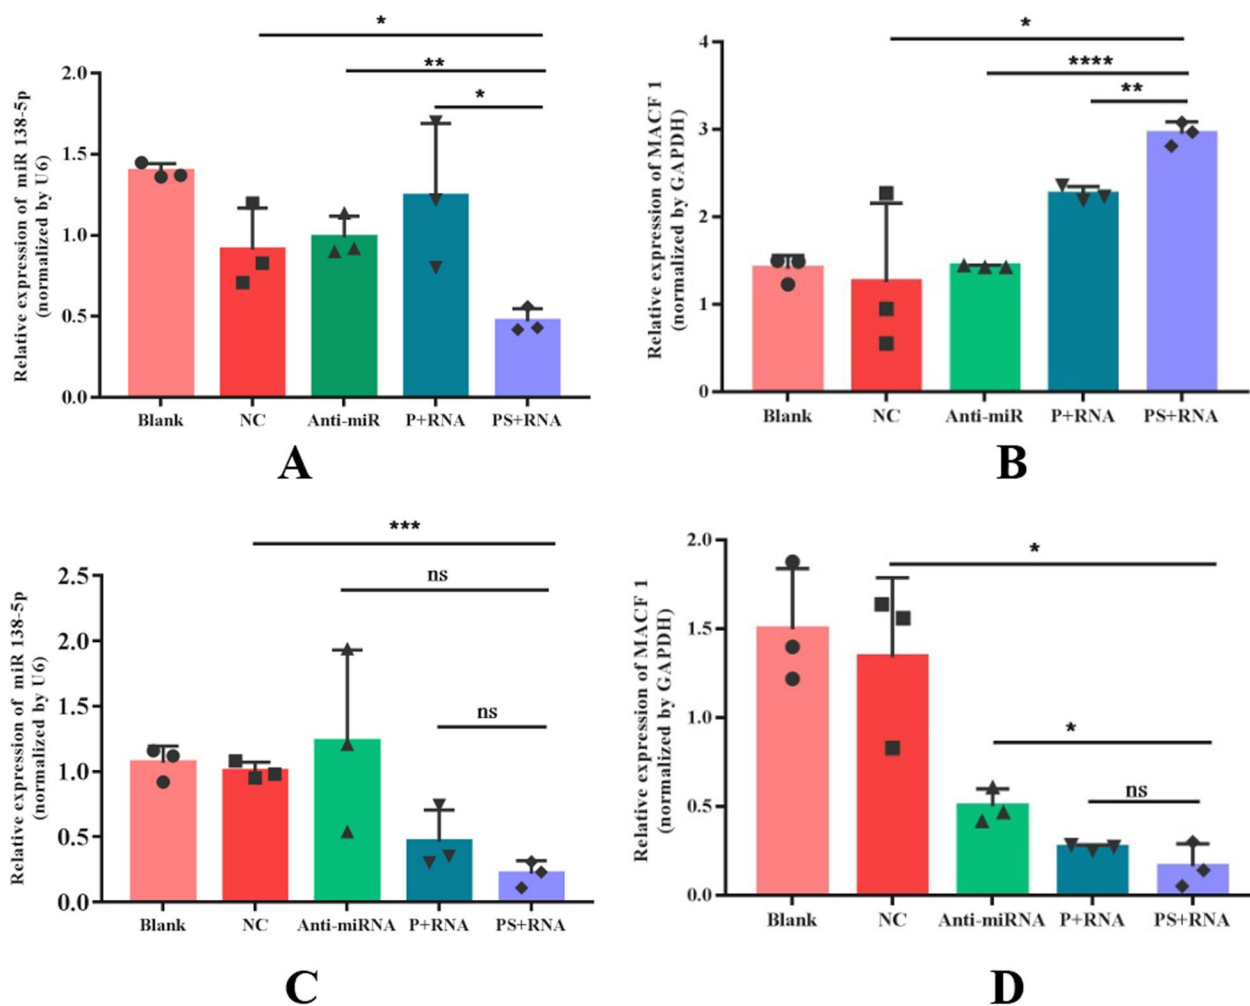 *
**
*
2.0
1.5
1.0
0.5
0.0
Relative expression of miR 138-5p
(normalized by U6)
Blank NC Anti-miR P+RNA PS+RNA
A
*
****
**
4
3
2
1
0
Relative expression of MACF 1
(normalized by GAPDH)
Blank NC Anti-miR P+RNA PS+RNA
B
***
ns
ns
2.5
2.0
1.5
1.0
0.5
0.0
Relative expression of miR 138-5p
(normalized by U6)
Blank NC Anti-miRNA P+RNA PS+RNA
C
*
*
ns
2.0
1.5
1.0
0.5
0.0
Relative expression of MACF 1
(normalized by GAPDH)
Blank NC Anti-miRNA P+RNA PS+RNA
D